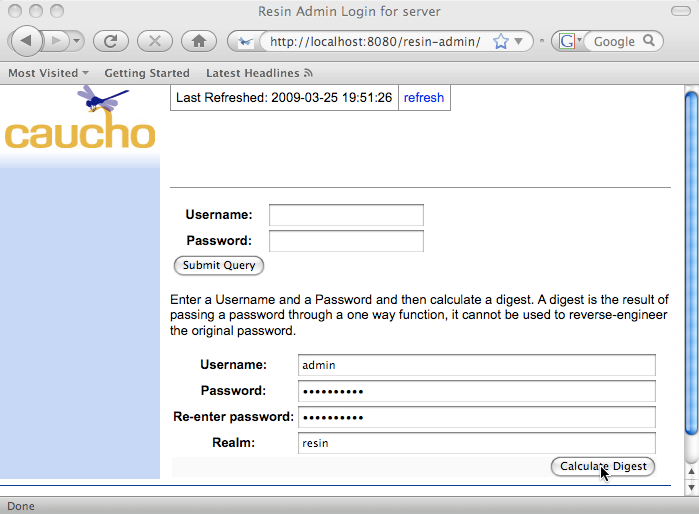 Resin Admin Login for server
http://localhost:8080/resin-admin/
Google
Most Visited
Getting Started
Latest Headlines
caucho
Last Refreshed: 2009-03-25 19:51:26
refresh
Username:
Password:
Submit Query
Enter a Username and a Password and then calculate a digest. A digest is the result of
passing a password through a one way function, it cannot be used to reverse-engineer
the original password.
Username: admin
Password: ••••••••••
Re-enter password: ••••••••••
Realm: resin
Calculate Digest
Done